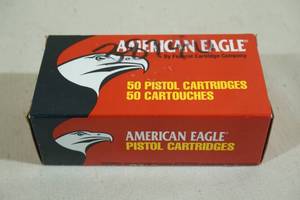 AMERICAN EAGLE®
By Federal Cartridge Company
50 PISTOL CARTRIDGES
50 CARTOUCHES
AMERICAN EAGLE®
PISTOL CARTRIDGES